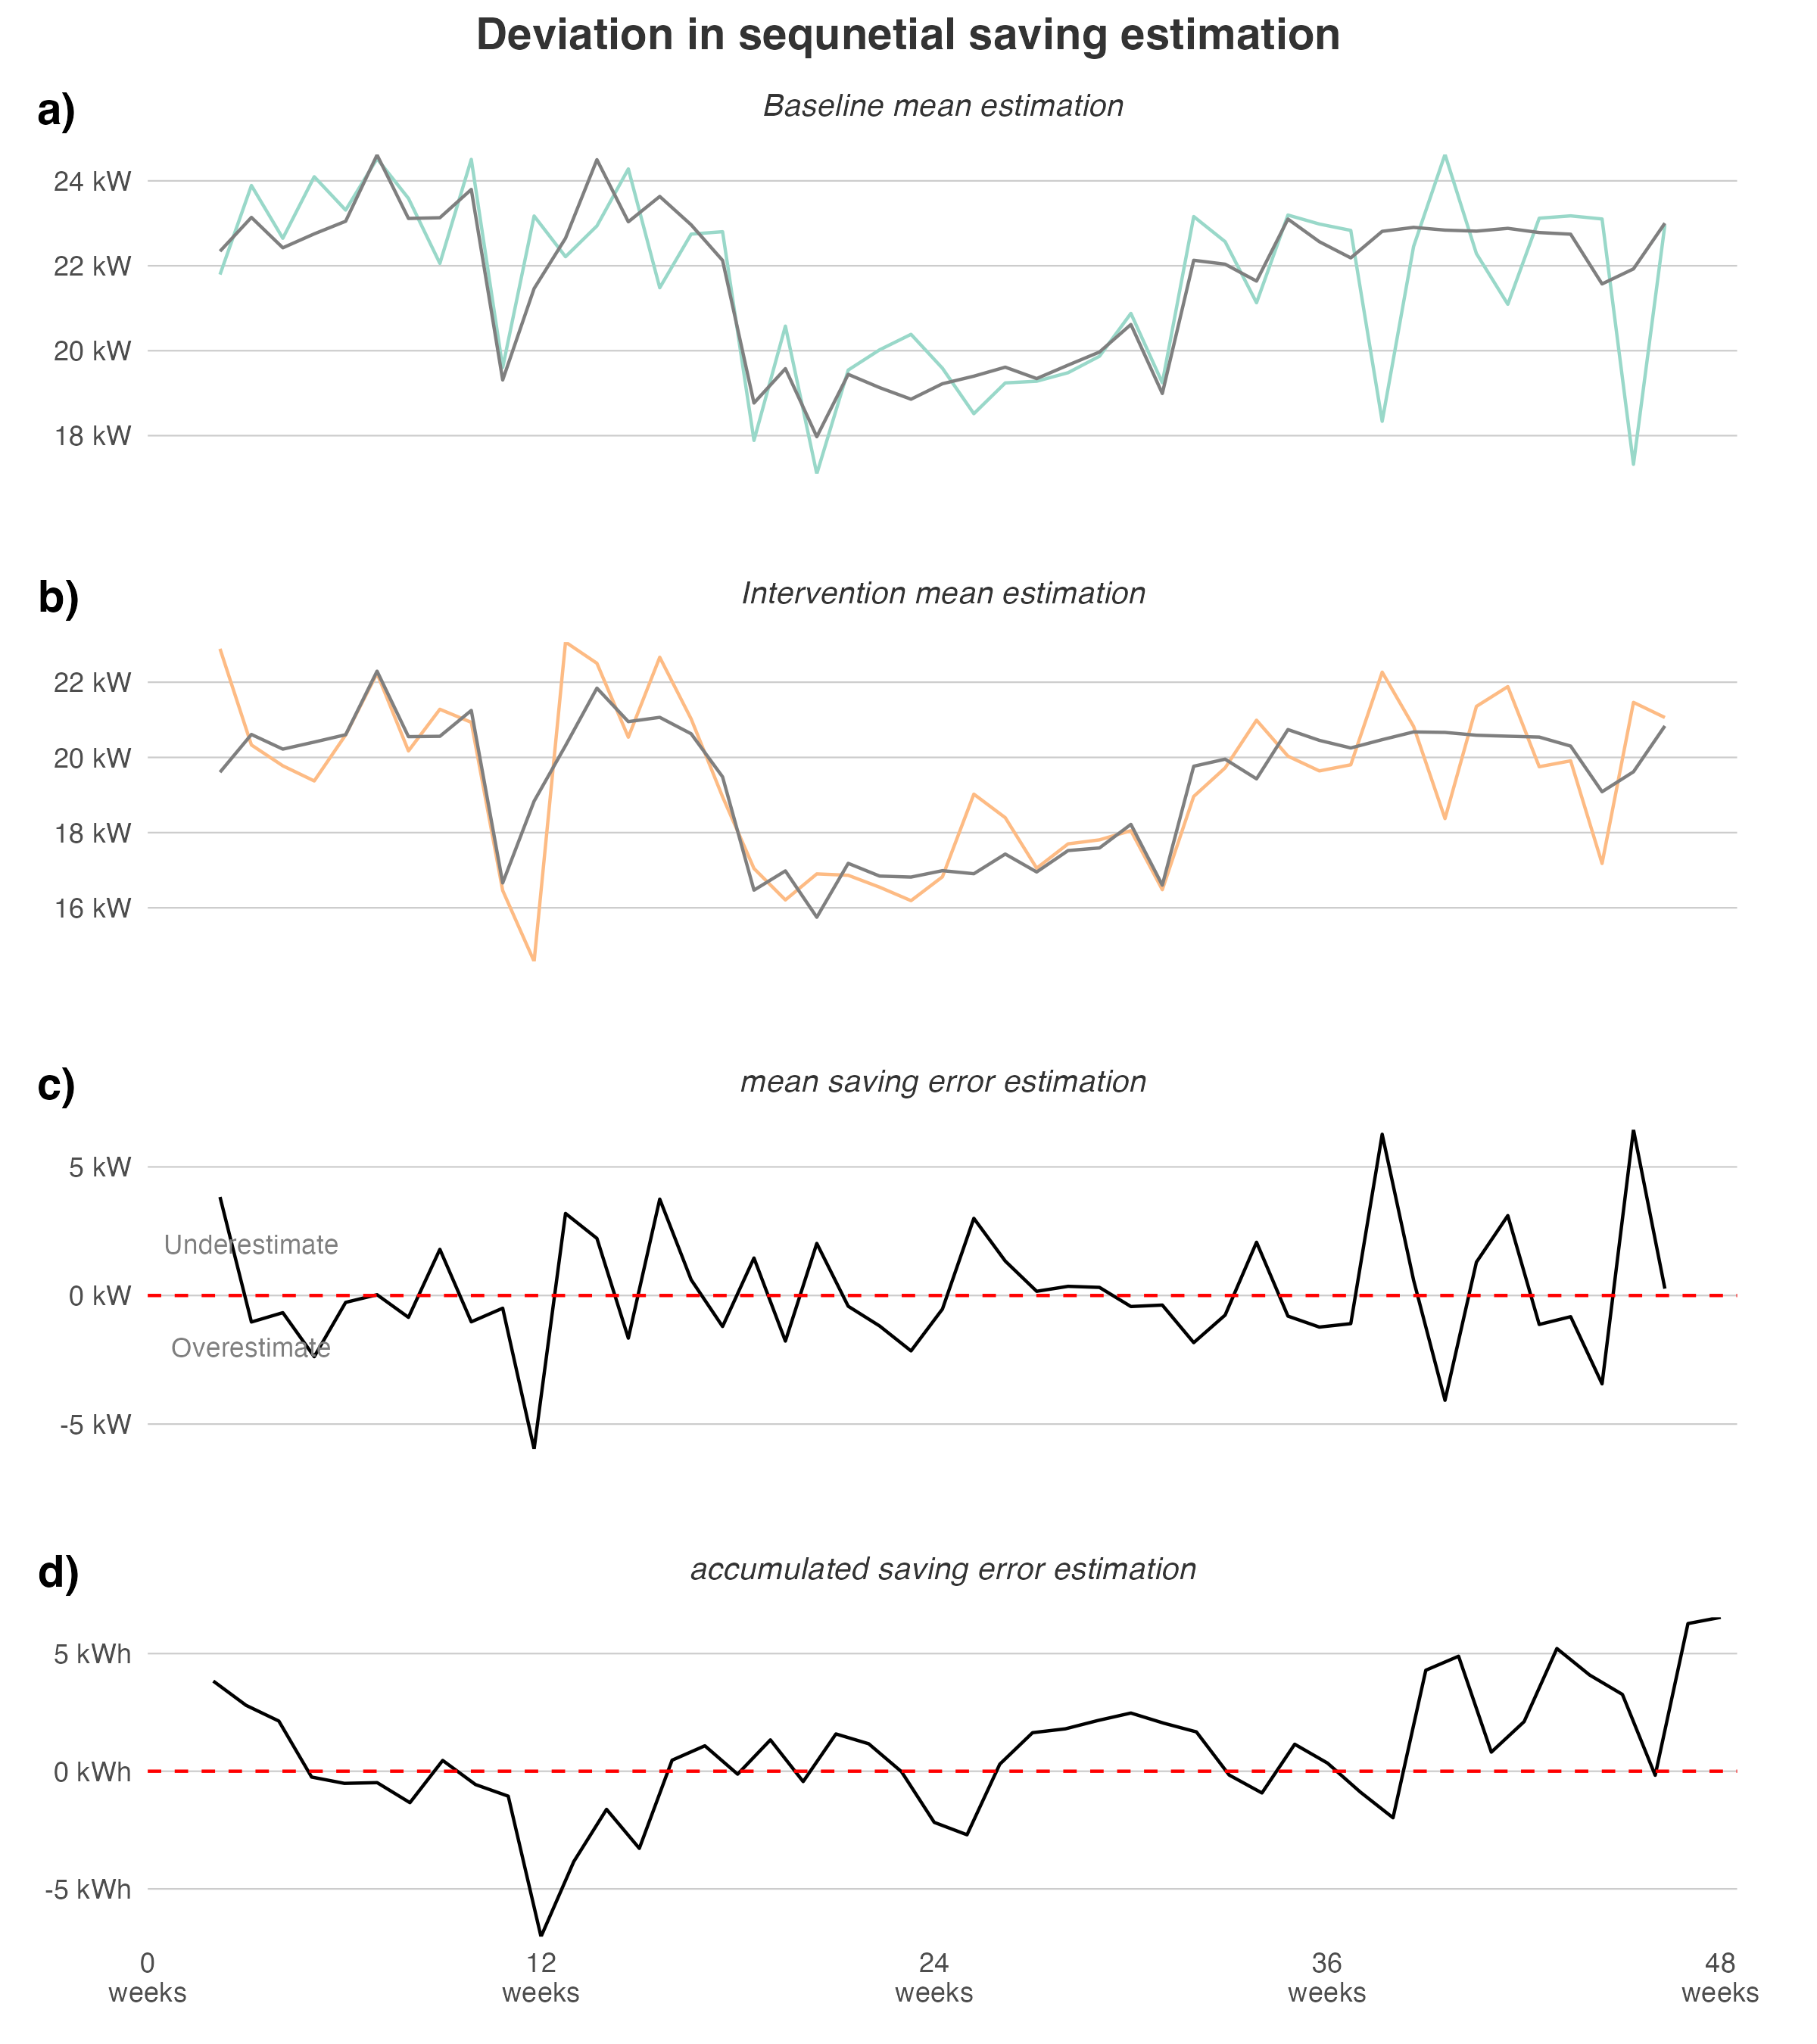 Deviation in sequnetial saving estimation
a)
Baseline mean estimation
24 kW
22 kW
20 kW
18 kW
b)
Intervention mean estimation
22 kW
20 kW
18 kW
16 kW
c)
mean saving error estimation
5 kW
Underestimate
0 kW
Overestimate
-5 kW
d)
accumulated saving error estimation
5 kWh
0 kWh
-5 kWh
0 12 24 36 48
weeks weeks weeks weeks weeks